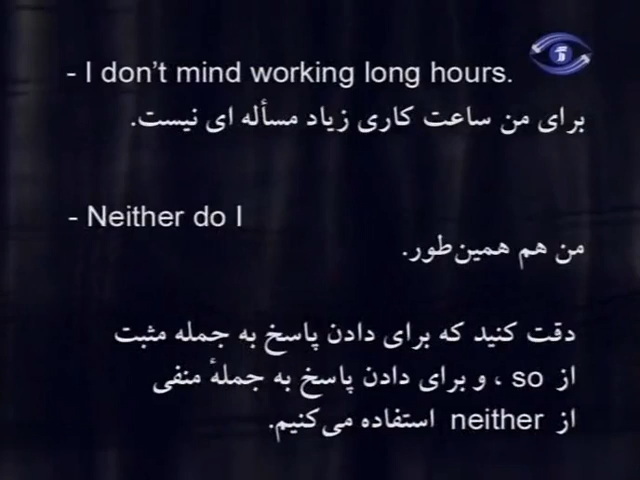 - I don't mind working long hours.
برای من ساعت کاری زیاد مسأله ای نیست.
- Neither do I
من هم همین‌طور.
دقت کنید که برای دادن پاسخ به جمله مثبت
از so ، و برای دادن پاسخ به جملهٔ منفی
از neither استفاده می‌کنیم.